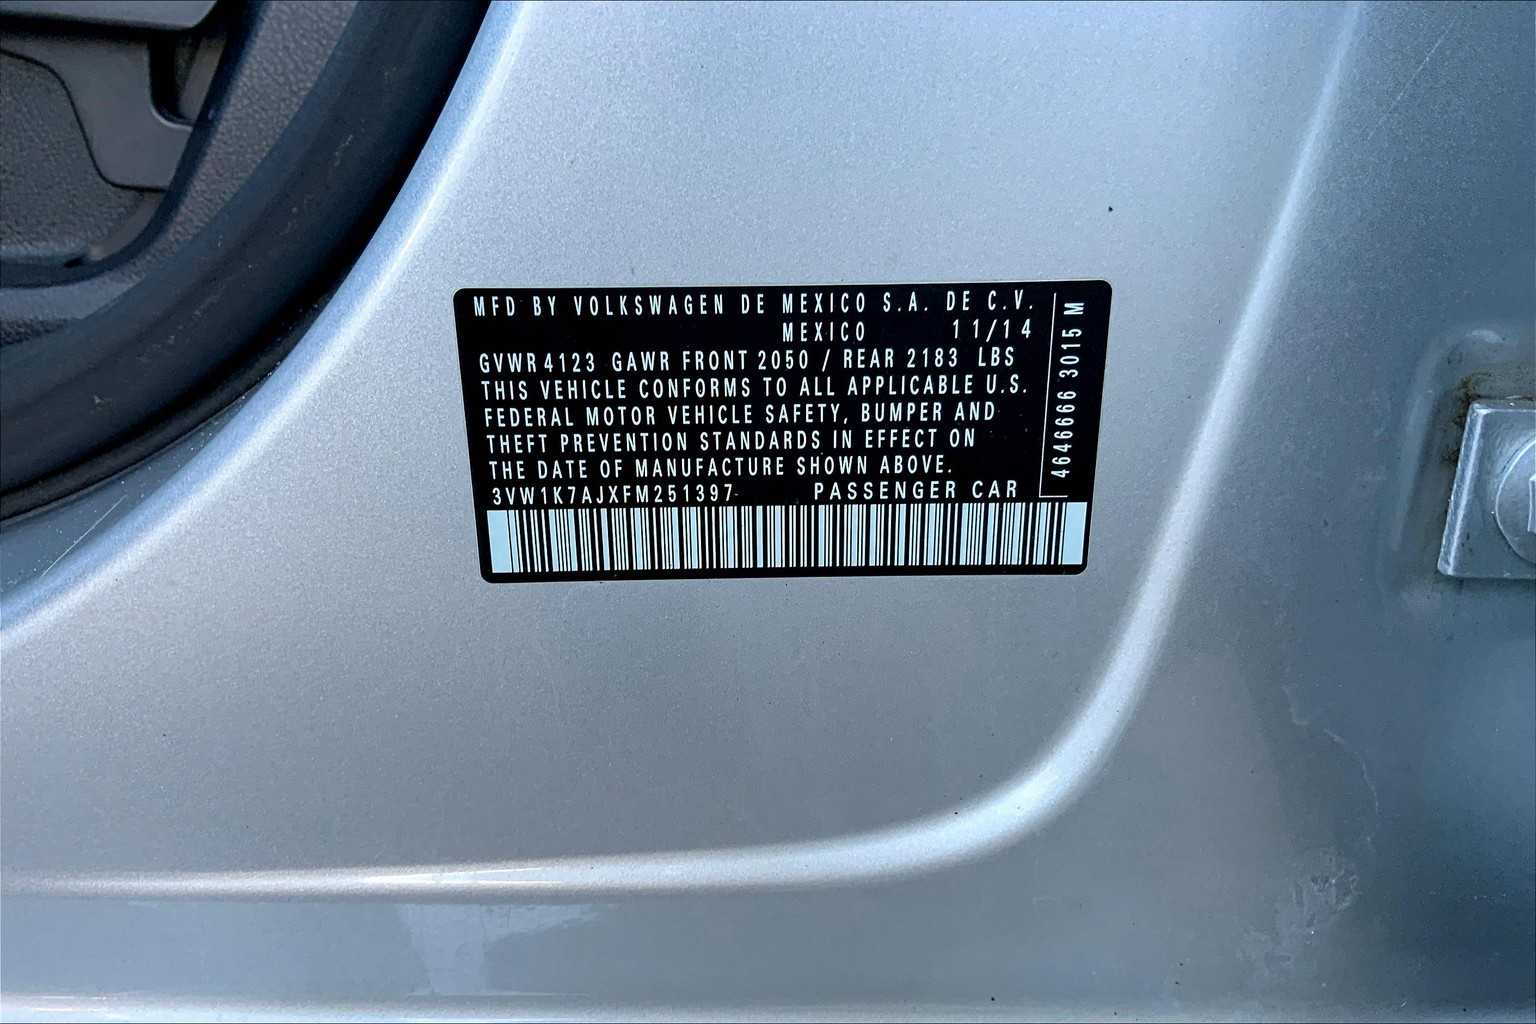 MFD BY VOLKSWAGEN DE MEXICO S.A. DE C.V.
MEXICO 11/14
GVWR 4123 GAWR FRONT 2050 / REAR 2183 LBS
THIS VEHICLE CONFORMS TO ALL APPLICABLE U.S.
FEDERAL MOTOR VEHICLE SAFETY, BUMPER AND
THEFT PREVENTION STANDARDS IN EFFECT ON
THE DATE OF MANUFACTURE SHOWN ABOVE.
3VW1K7AJXFM251397 PASSENGER CAR
4646666 3015 M